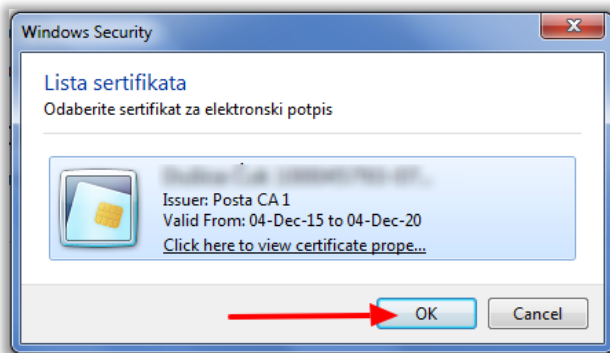 Windows Security
Lista sertifikata
Odaberite sertifikat za elektronski potpis
Issuer: Posta CA 1
Valid From: 04-Dec-15 to 04-Dec-20
Click here to view certificate prope...
OK
Cancel